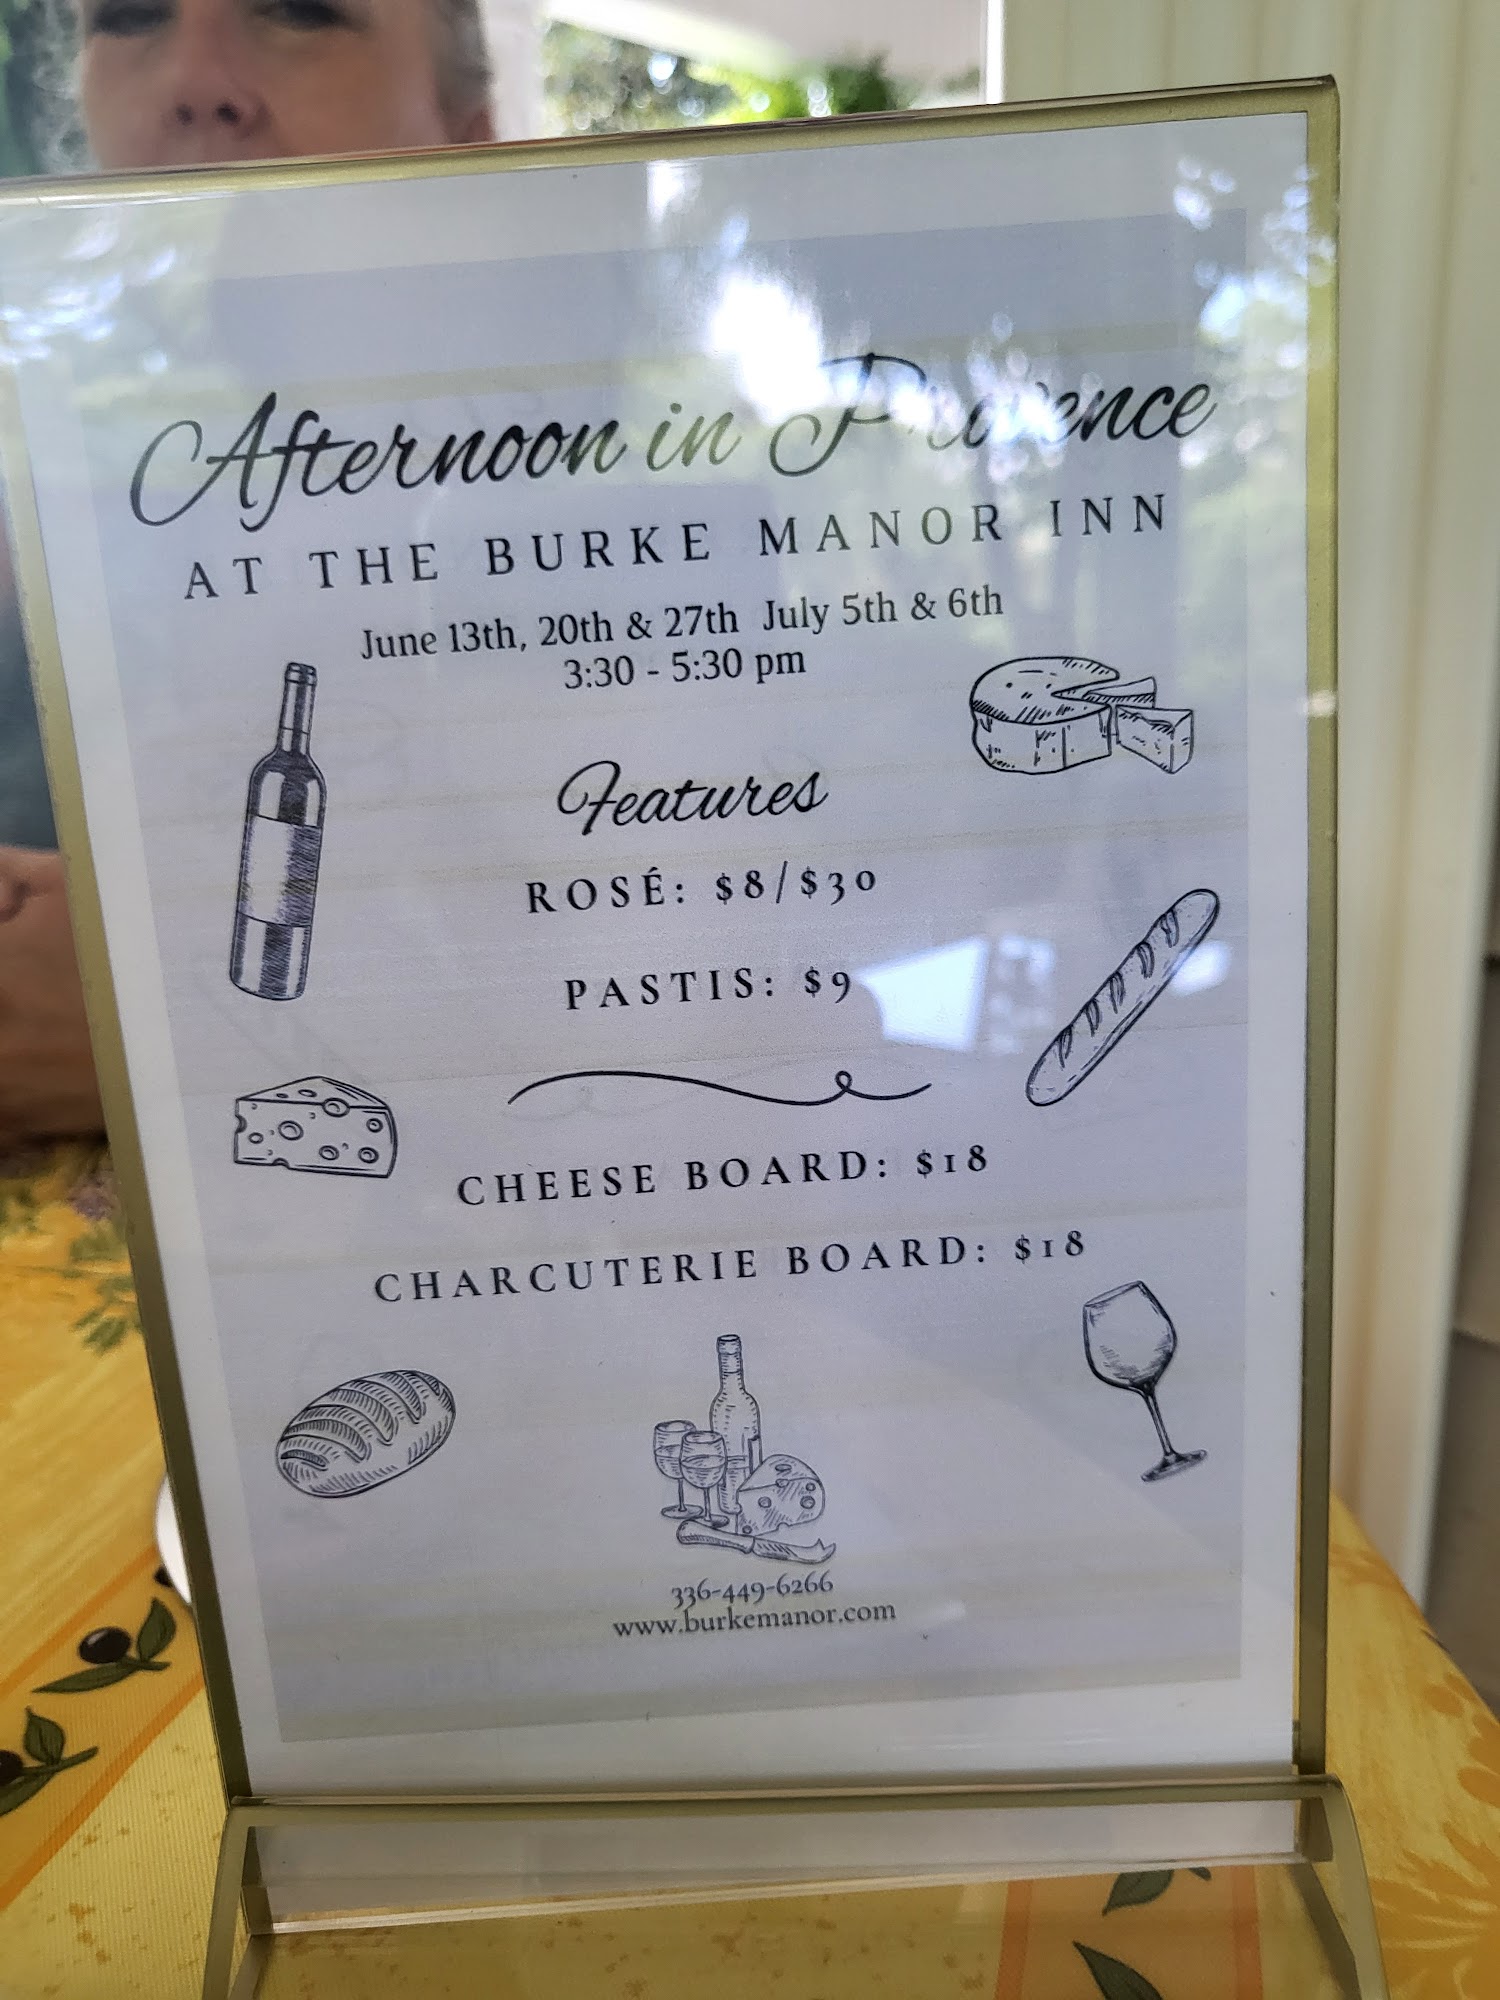 Afternoon in Provence
AT THE BURKE MANOR INN
June 13th, 20th & 27th July 5th & 6th
3:30 - 5:30 pm
Features
ROSÉ: $8/$30
PASTIS: $9
CHEESE BOARD: $18
CHARCUTERIE BOARD: $18
336-449-6266
www.burkemanor.com